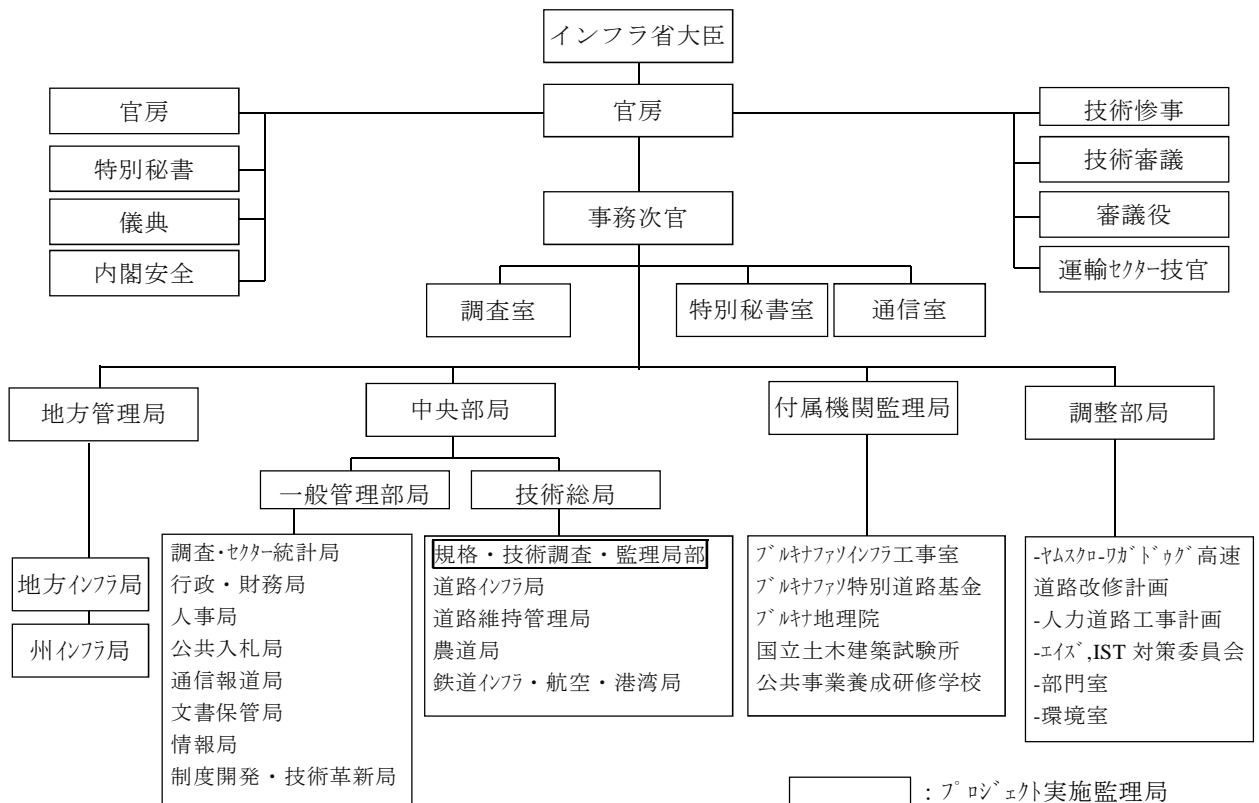 インフラ省大臣
官房
官房
技術惨事
特別秘書
技術審議
儀典
事務次官
審議役
内閣安全
運輸ｾｸﾀｰ技官
調査室
特別秘書室
通信室
地方管理局
中央部局
付属機関監理局
調整部局
一般管理部局
技術総局
地方ｲﾝﾌﾗ局
州ｲﾝﾌﾗ局
調査・ｾｸﾀｰ統計局
行政・財務局
人事局
公共入札局
通信報道局
文書保管局
情報局
制度開発・技術革新局
規格・技術調査・監理局部
道路インフラ局
道路維持管理局
農道局
鉄道ｲﾝﾌﾗ・航空・港湾局
ﾌﾞﾙｷﾅﾌｧｿインフラ工事室
ﾌﾞﾙｷﾅﾌｧｿ特別道路基金
ﾌﾞﾙｷﾅ地理院
国立土木建築試験所
公共事業養成研修学校
-ﾔﾑｽｸﾛ-ﾜｶﾞﾄﾞｩｸﾞ高速
道路改修計画
-人力道路工事計画
-ｴｲｽﾞ,IST 対策委員会
-部門室
-環境室
：ﾌﾟﾛｼﾞｪｸﾄ実施監理局